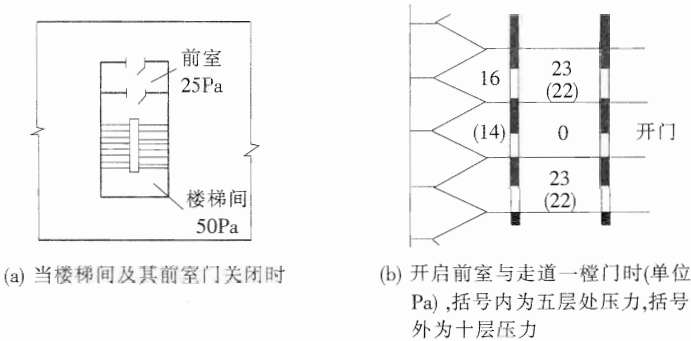 前室
25Pa
楼梯间
50Pa
(a) 当楼梯间及其前室门关闭时
16
23
(22)
(14)
0
开门
23
(22)
(b) 开启前室与走道一樘门时(单位
Pa) ,括号内为五层处压力,括号
外为十层压力